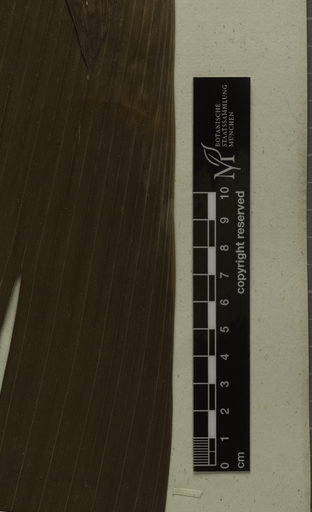 BOTANISCHE
STAATSSAMMLUNG
MÜNCHEN
M
0 1 2 3 4 5 6 7 8 9 10
cm
copyright reserved